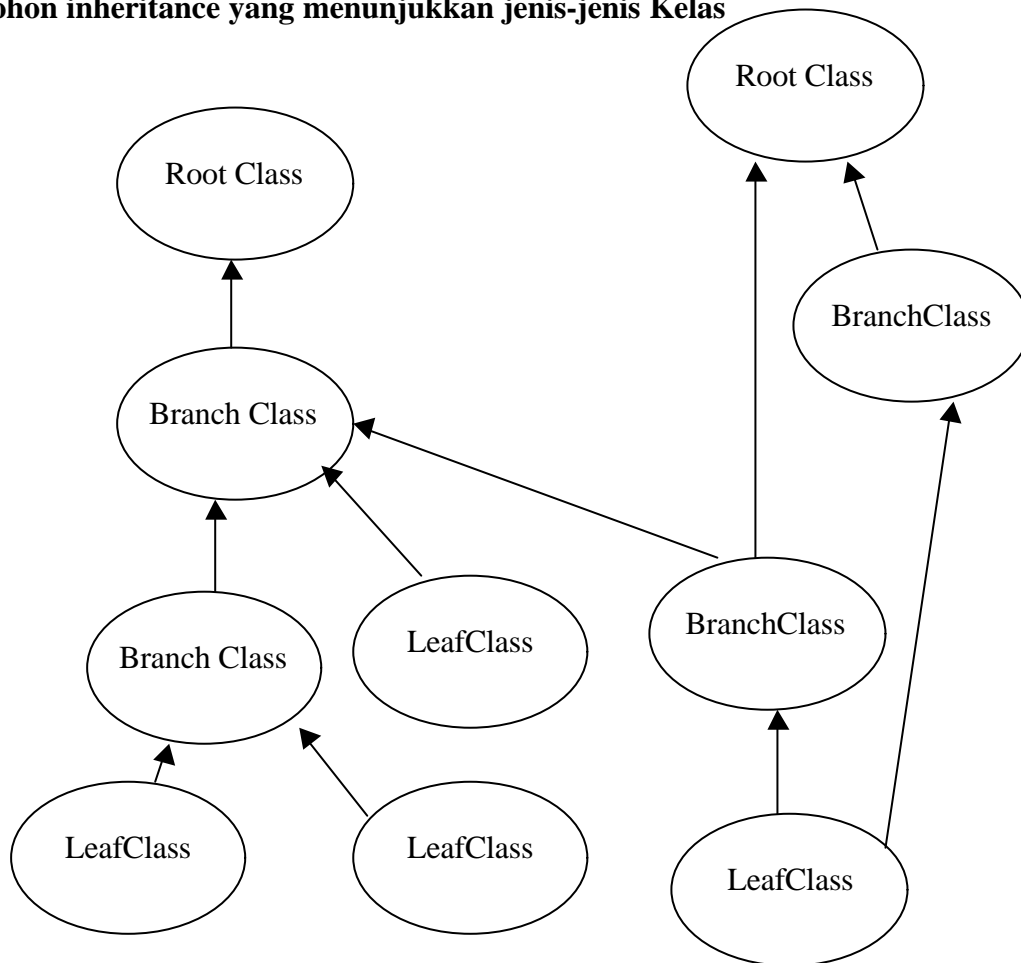 ohon inheritance yang menunjukkan jenis-jenis Kelas
Root Class
Root Class
BranchClass
Branch Class
BranchClass
LeafClass
Branch Class
LeafClass
LeafClass
LeafClass